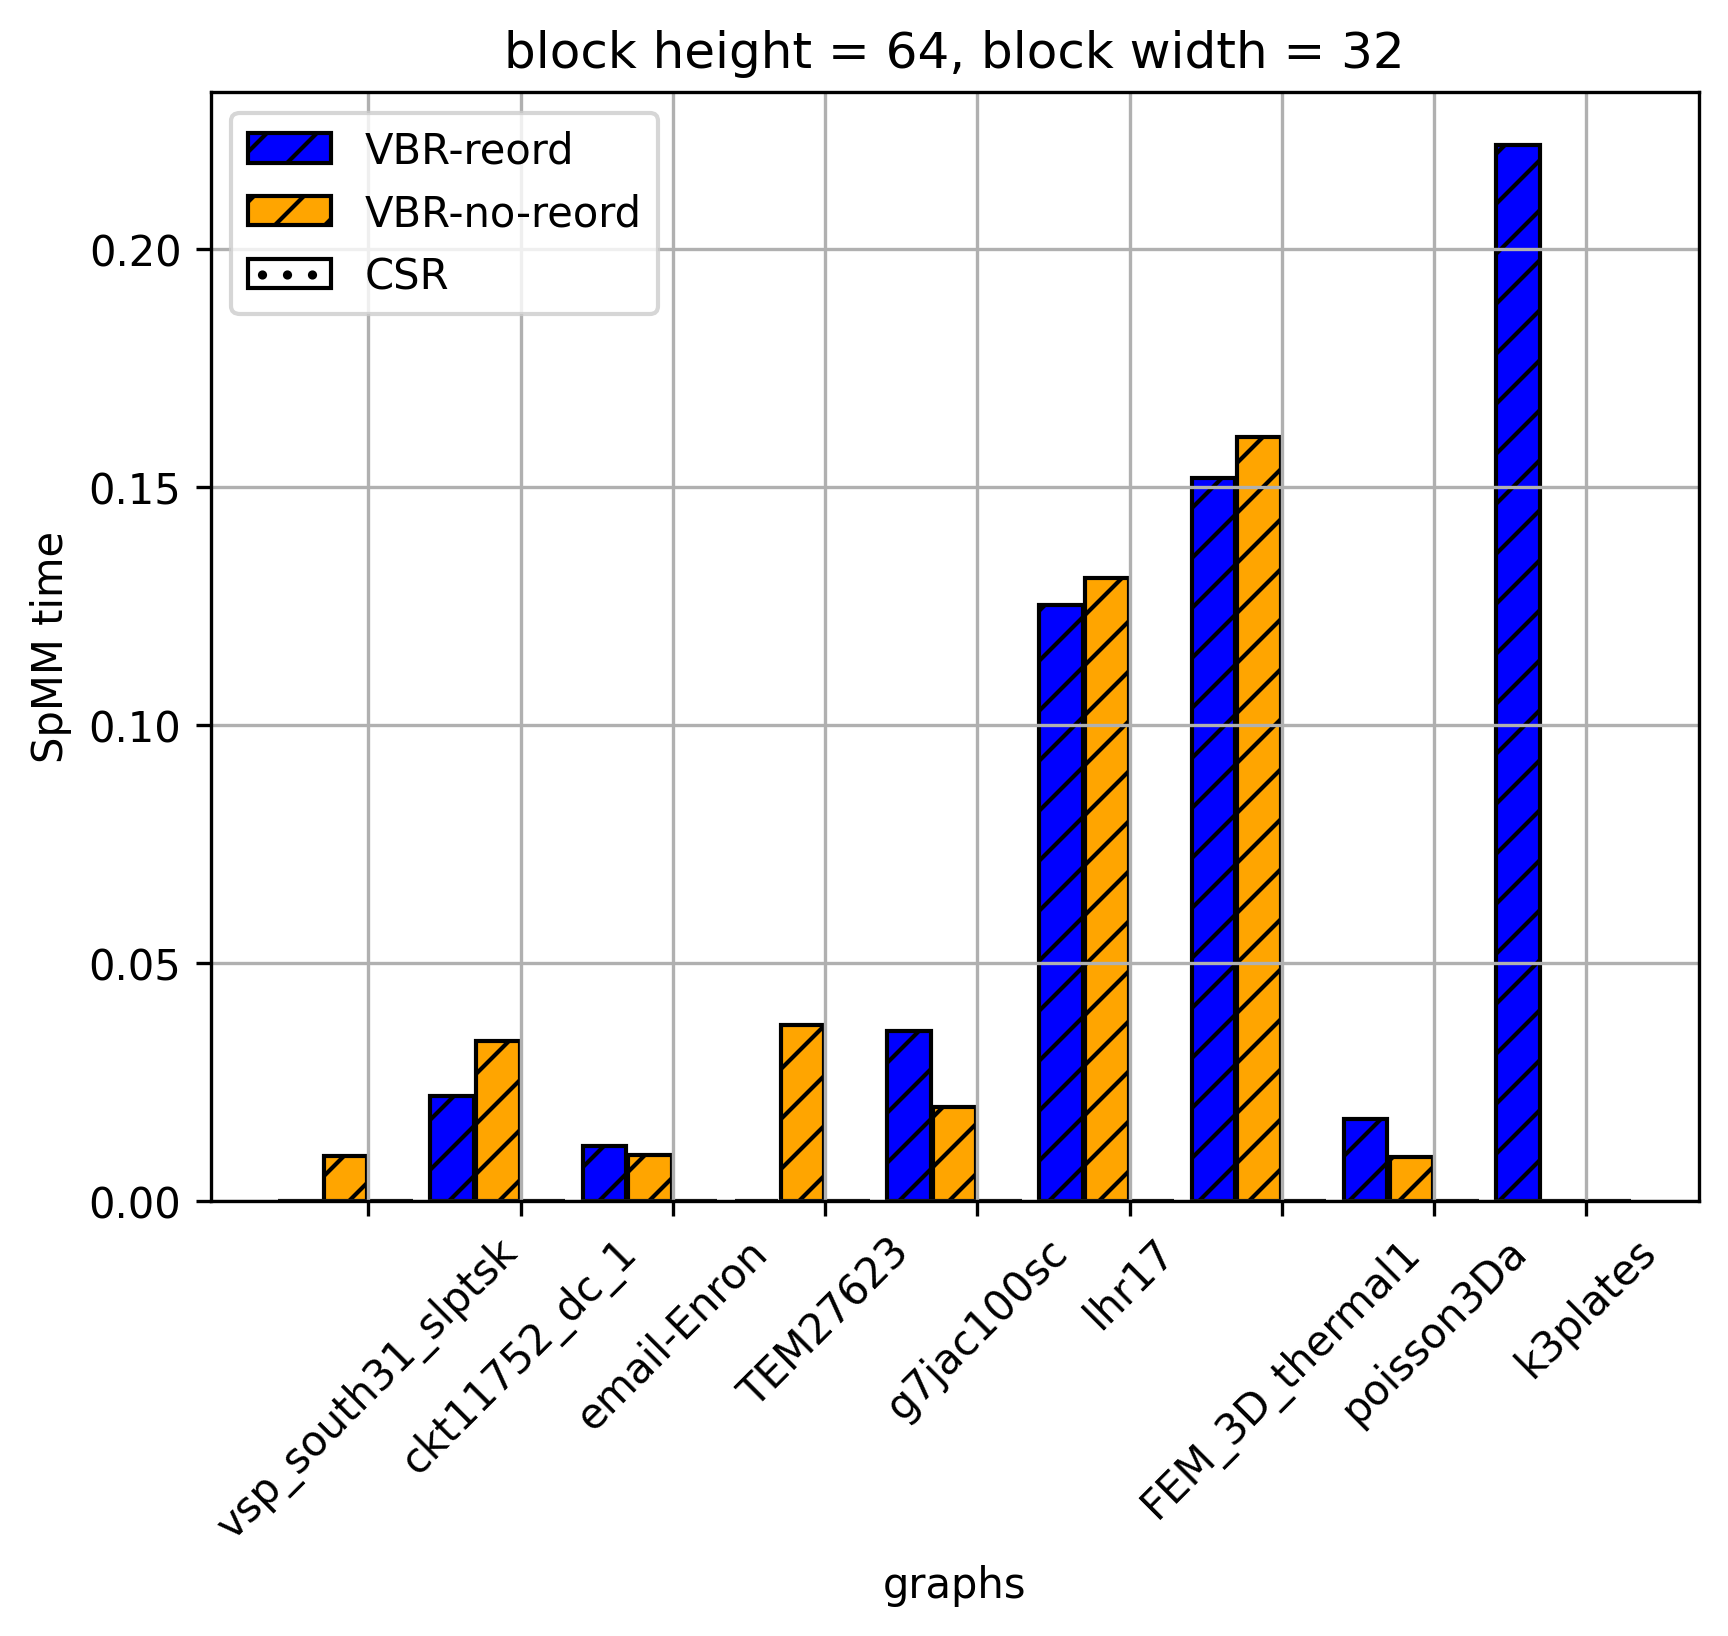 block height = 64, block width = 32
VBR-reord
VBR-no-reord
CSR
SpMM time
0.20
0.15
0.10
0.05
0.00
vsp_south31_slptsk
ckt11752_dc_1
email-Enron
TEM27623
g7jac100sc
lhr17
FEM_3D_thermal1
poisson3Da
k3plates
graphs